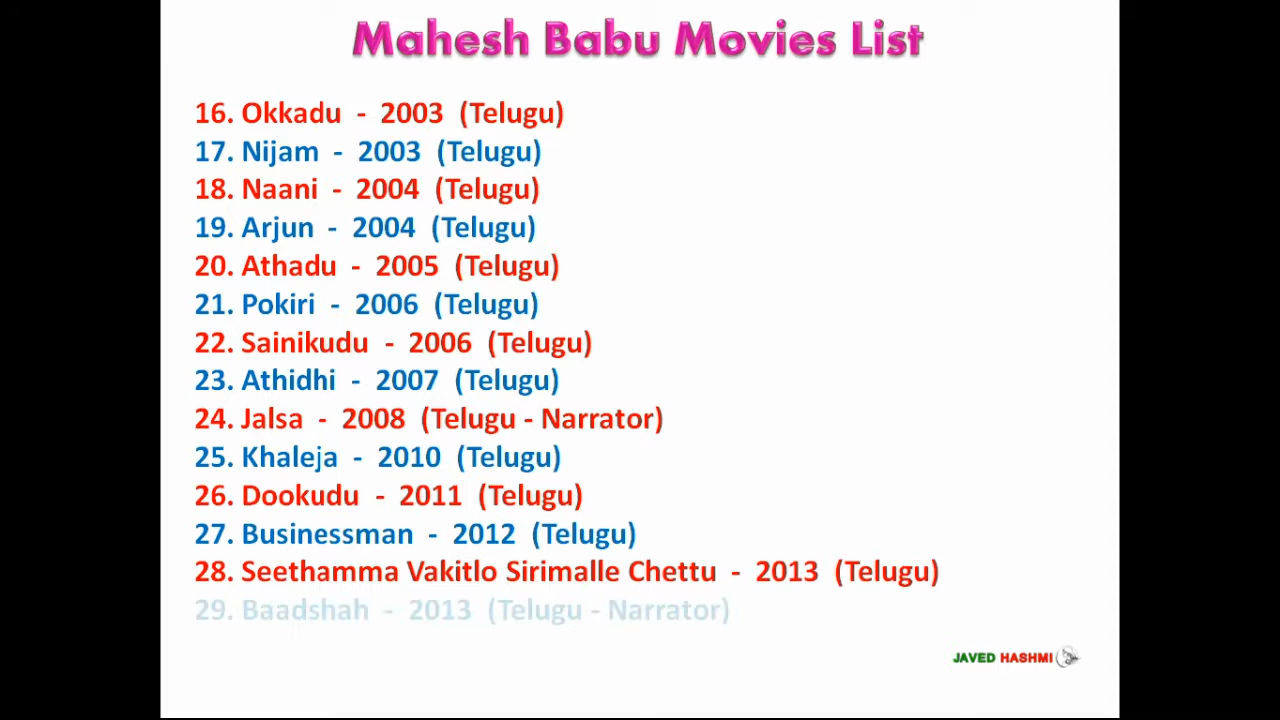 Mahesh Babu Movies List
16. Okkadu - 2003 (Telugu)
17. Nijam - 2003 (Telugu)
18. Naani - 2004 (Telugu)
19. Arjun - 2004 (Telugu)
20. Athadu - 2005 (Telugu)
21. Pokiri - 2006 (Telugu)
22. Sainikudu - 2006 (Telugu)
23. Athidhi - 2007 (Telugu)
24. Jalsa - 2008 (Telugu - Narrator)
25. Khaleja - 2010 (Telugu)
26. Dookudu - 2011 (Telugu)
27. Businessman - 2012 (Telugu)
28. Seethamma Vakitlo Sirimalle Chettu - 2013 (Telugu)
29. Baadshah - 2013 (Telugu - Narrator)
JAVED HASHMI